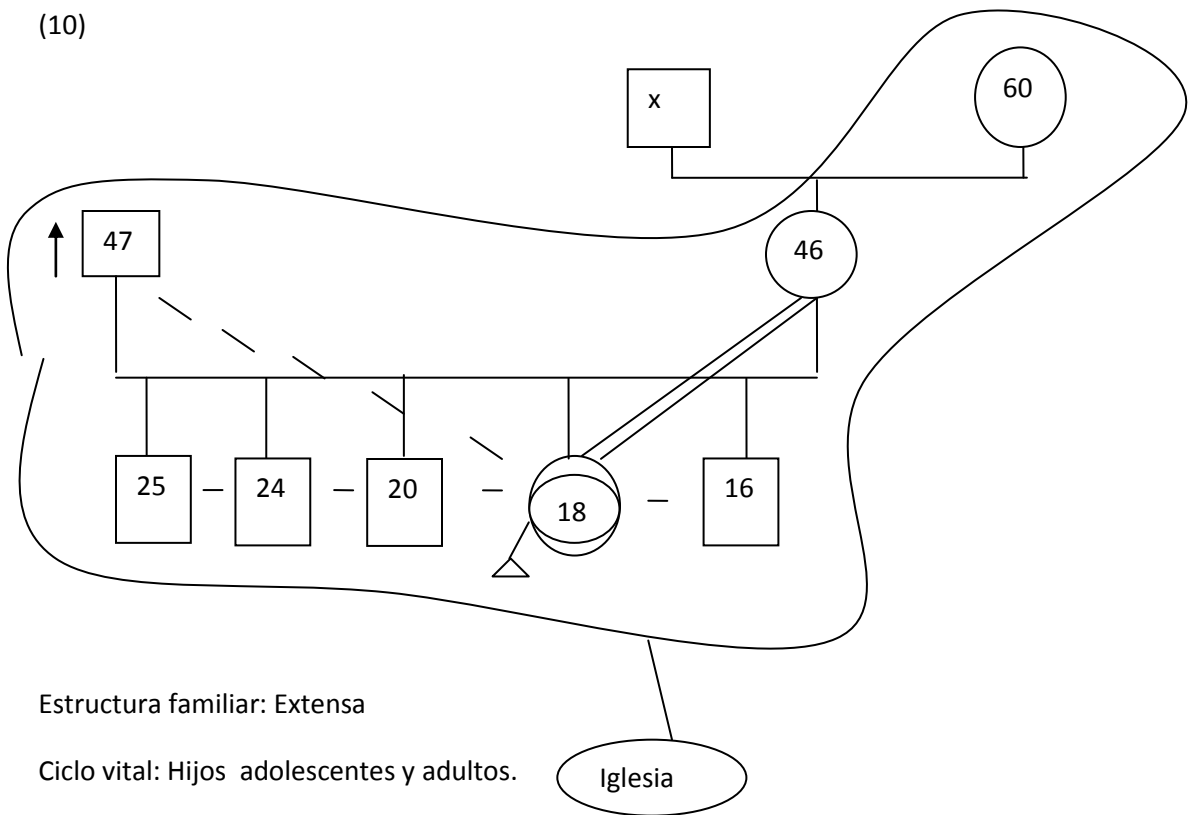 (10)
x
60
47
46
25
24
20
18
16
Estructura familiar: Extensa
Ciclo vital: Hijos adolescentes y adultos.
Iglesia